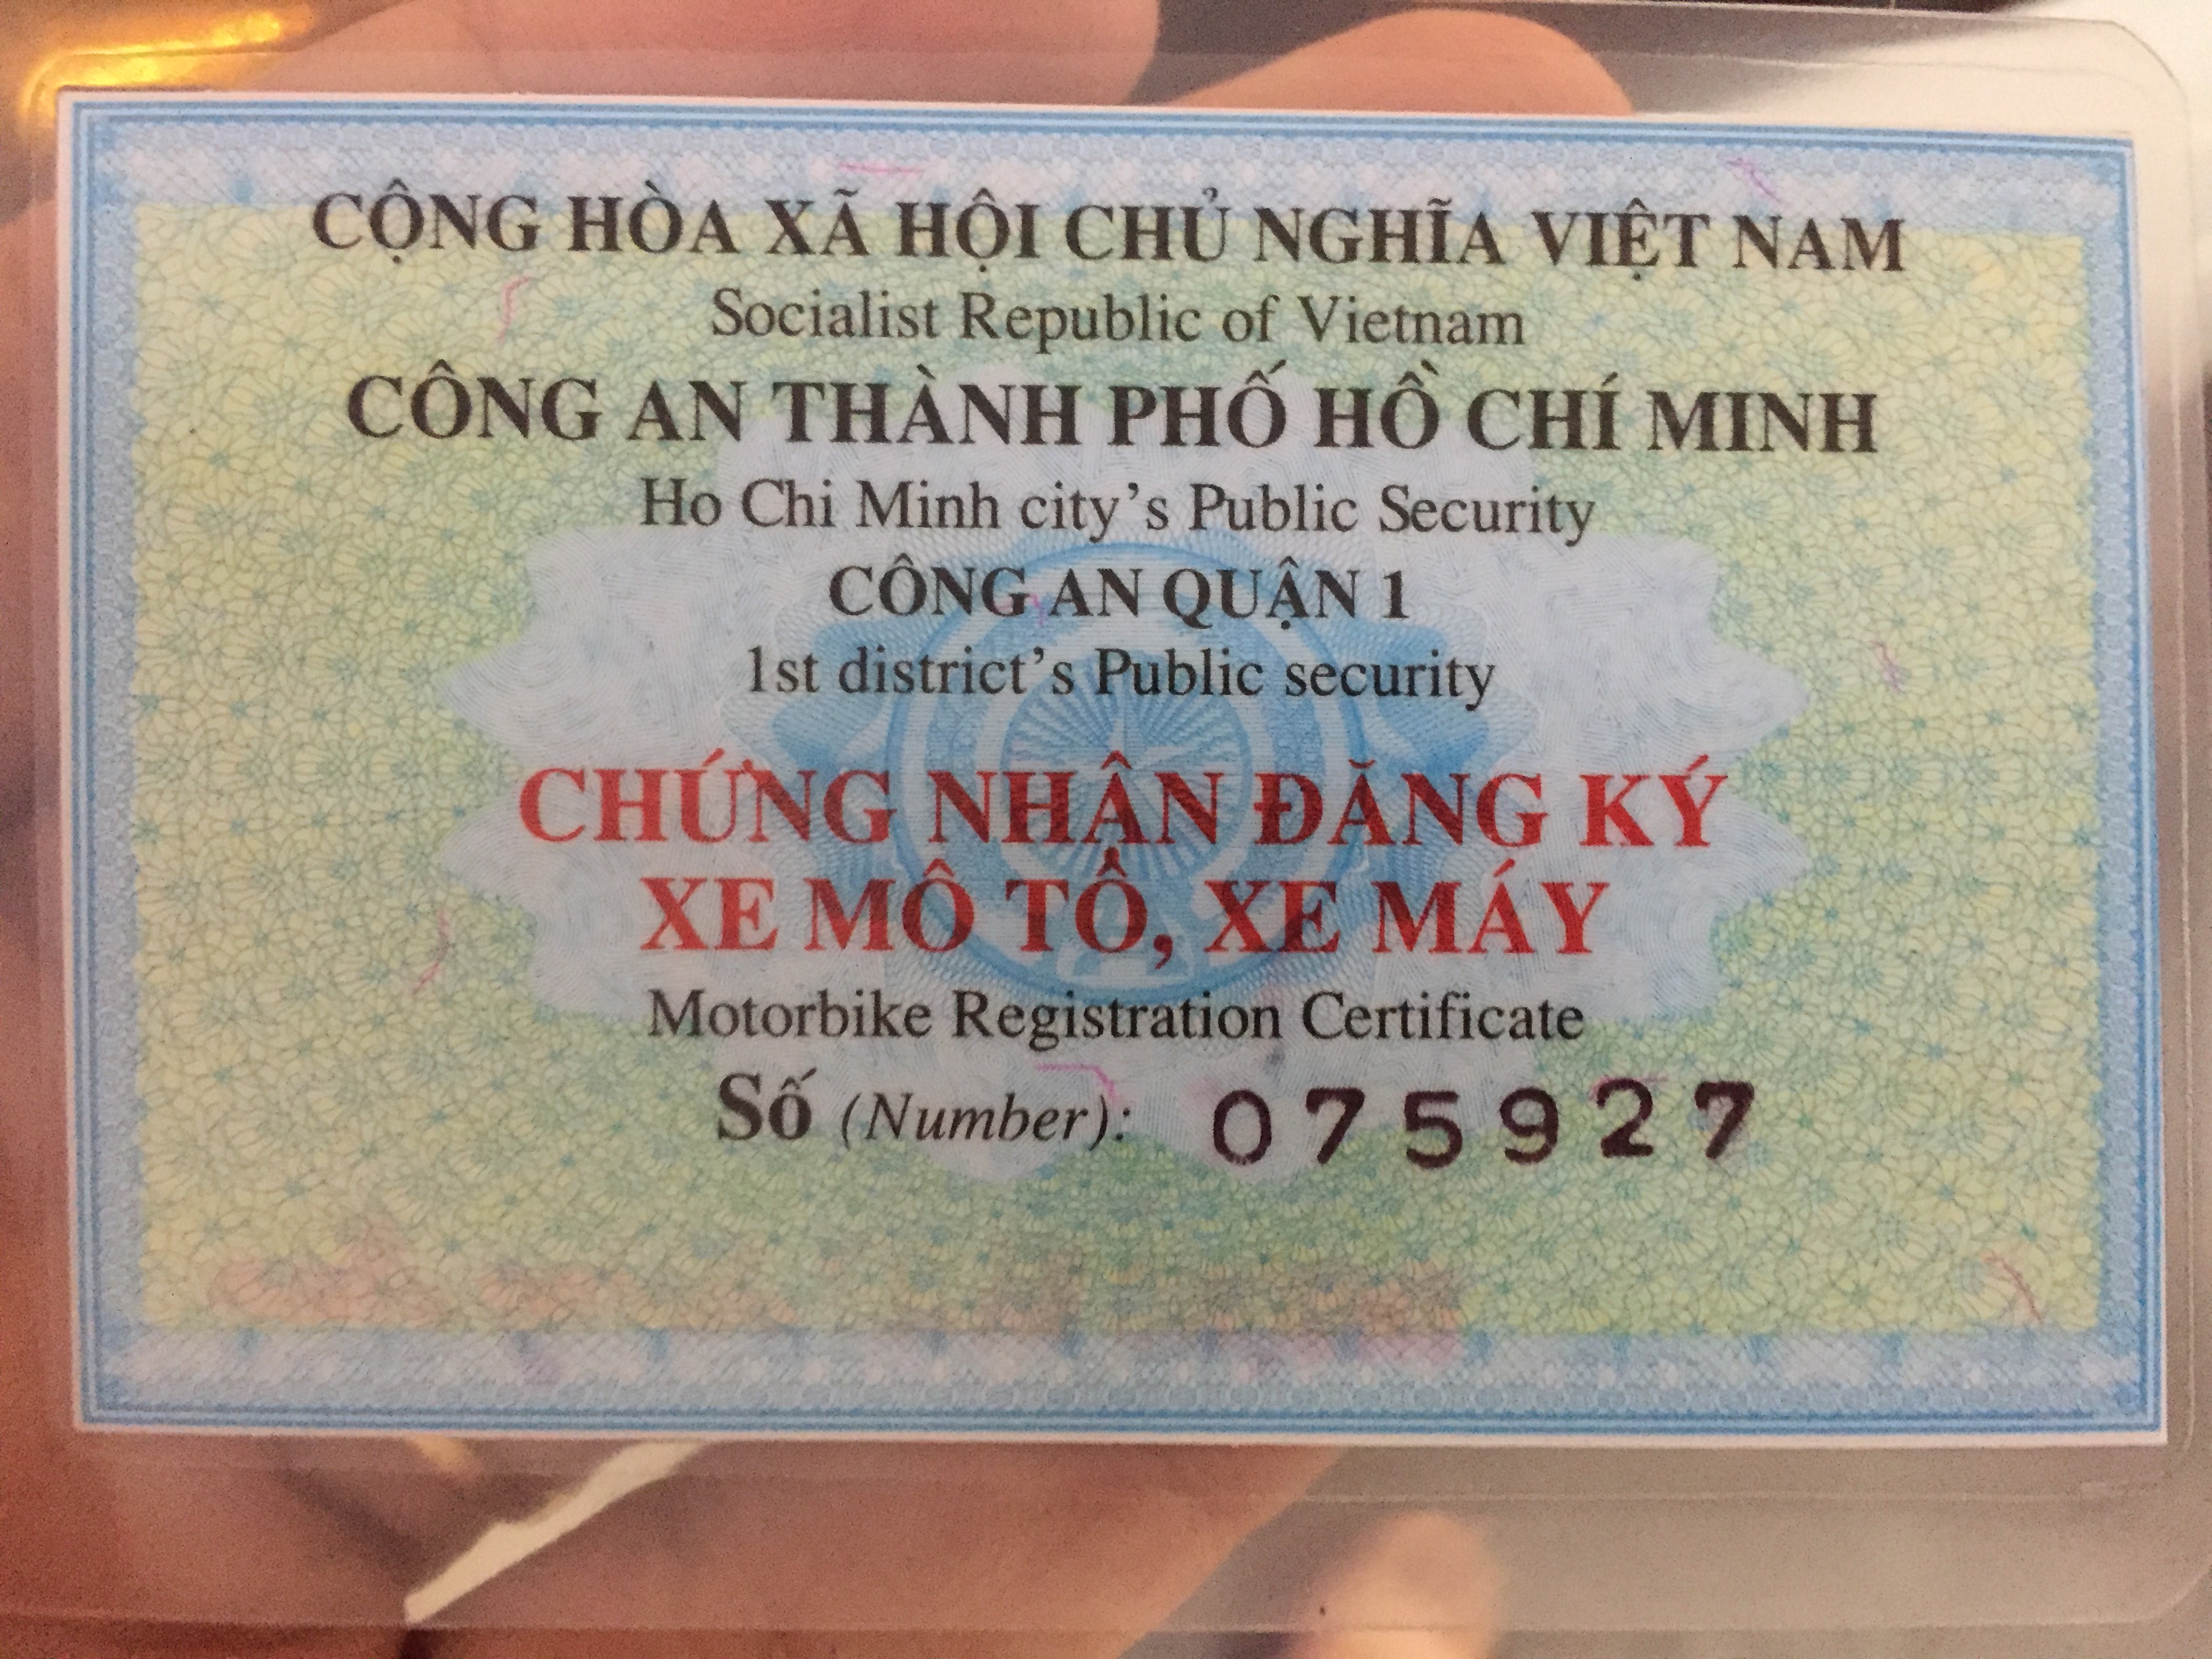 CỘNG HÒA XÃ HỘI CHỦ NGHĨA VIỆT NAM
Socialist Republic of Vietnam
CÔNG AN THÀNH PHỐ HỒ CHÍ MINH
Ho Chi Minh city's Public Security
CÔNG AN QUẬN 1
1st district's Public security
CHỨNG NHẬN ĐĂNG KÝ
XE MÔ TÔ, XE MÁY
Motorbike Registration Certificate
Số (Number): 075927